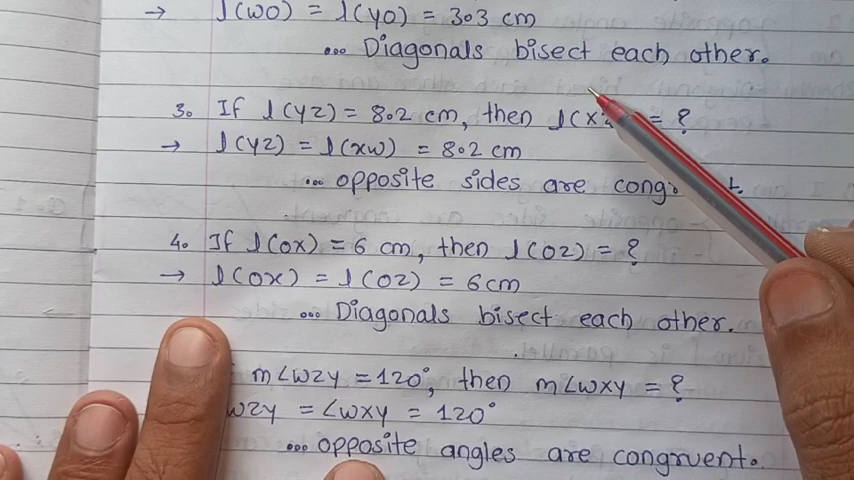 → l(WO) = l(YO) = 3.3 cm
... Diagonals bisect each other.
3. If l(YZ) = 8.2 cm, then = ?
→ l(YZ) = l(XW) = 8.2 cm
... opposite sides are
4. If l(OX) = 6 cm, then l(OZ) = ?
→ l(OX) = l(OZ) = 6 cm
... Diagonals bisect each other.
m∠WZY = 120°, then m∠WXY = ?
WZY = ∠WXY = 120°
... opposite angles are congruent.